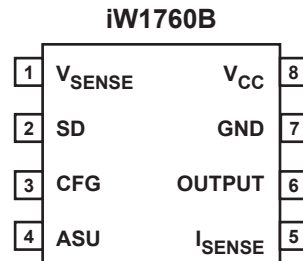 iW1760B
1 VSENSE VCC 8
2 SD GND 7
3 CFG OUTPUT 6
4 ASU ISENSE 5